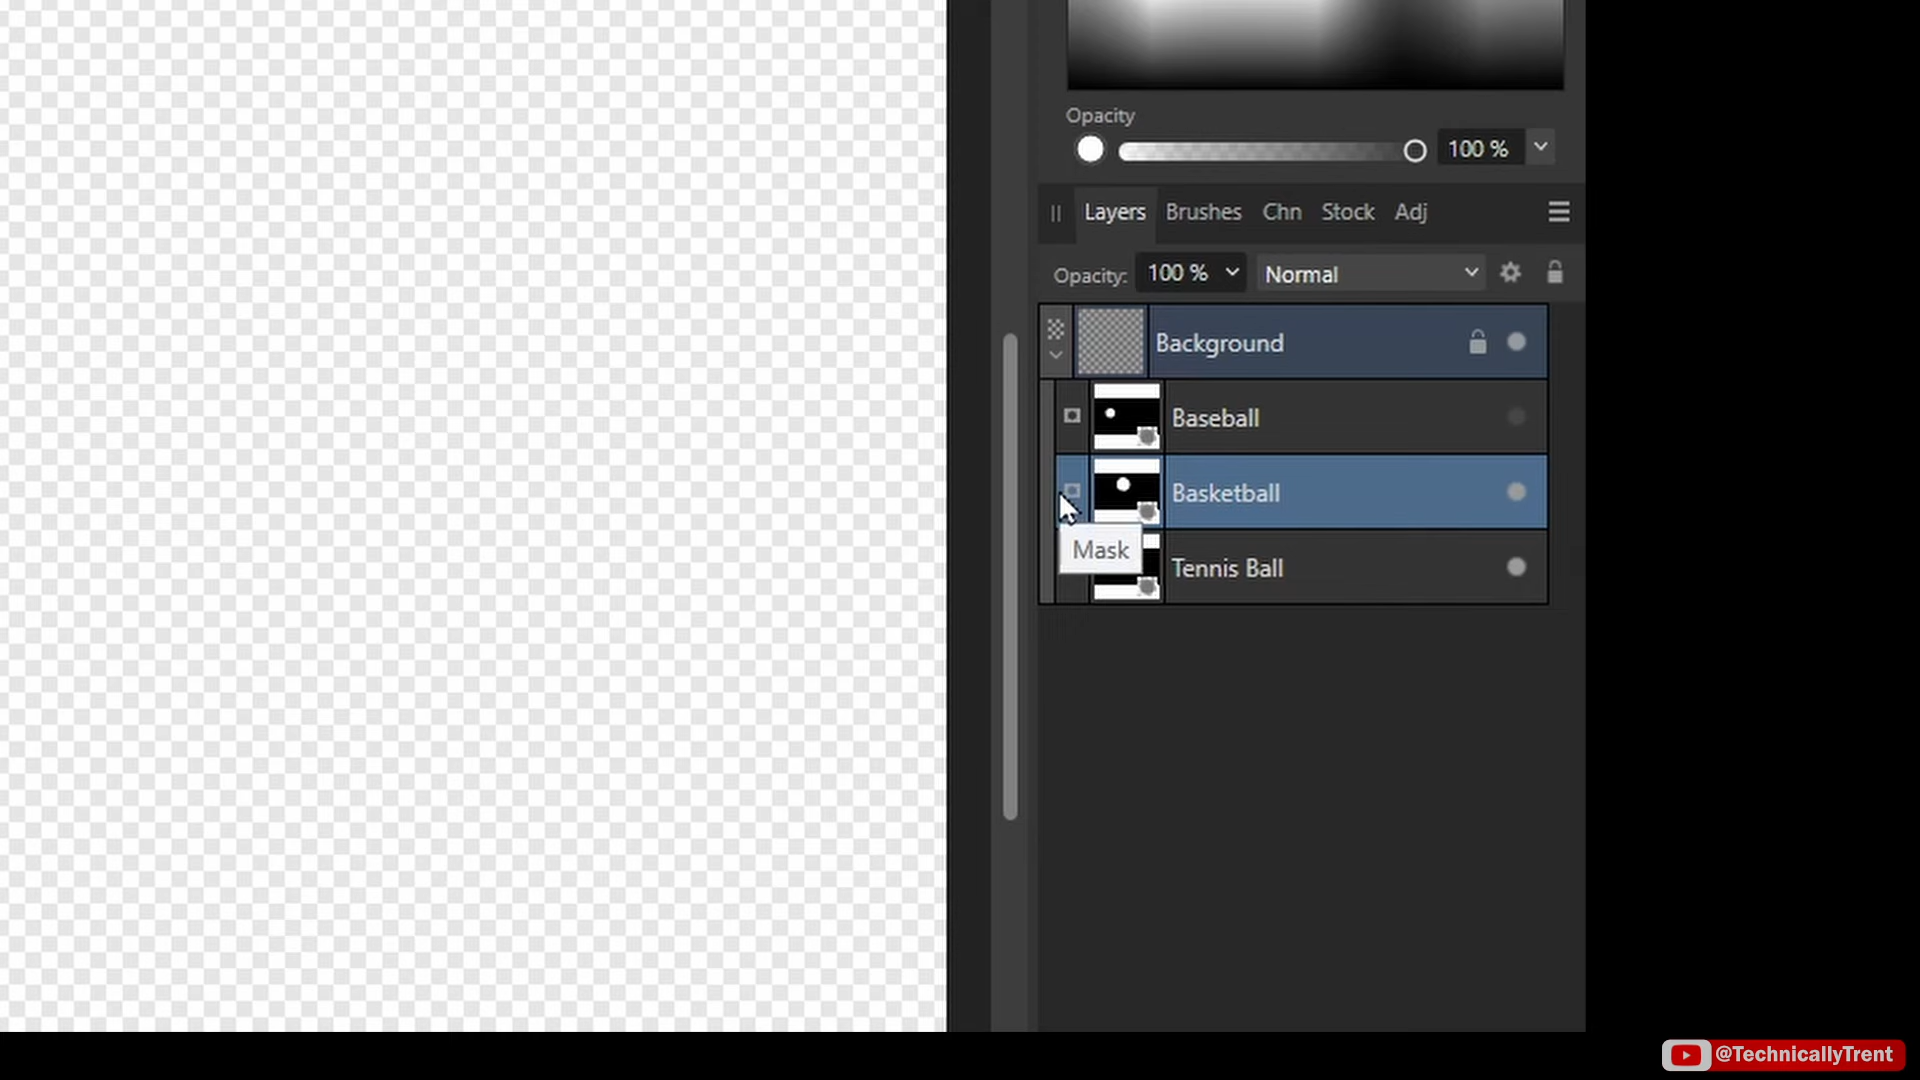 Opacity
100 %
Layers Brushes Chn Stock Adj
Opacity: 100 % Normal
Background
Baseball
Basketball
Mask
Tennis Ball
@TechnicallyTrent